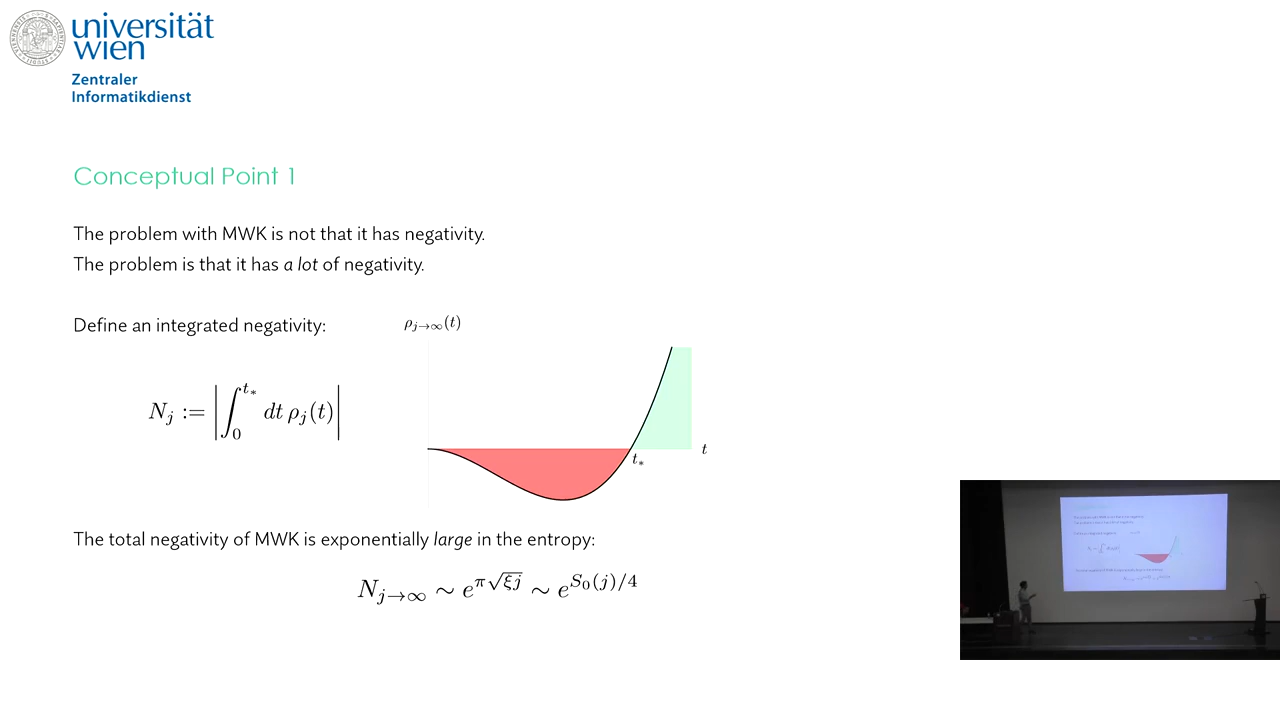 universität
wien
Zentraler
Informatikdienst
Conceptual Point 1
The problem with MWK is not that it has negativity.
The problem is that it has a lot of negativity.
Define an integrated negativity:
ρ_{j→∞}(t)
N_j := |∫_0^{t_*} dt ρ_j(t)|
t
t_*
The total negativity of MWK is exponentially large in the entropy:
N_{j→∞} ∼ e^{π√ξj} ∼ e^{S_0(j)/4}